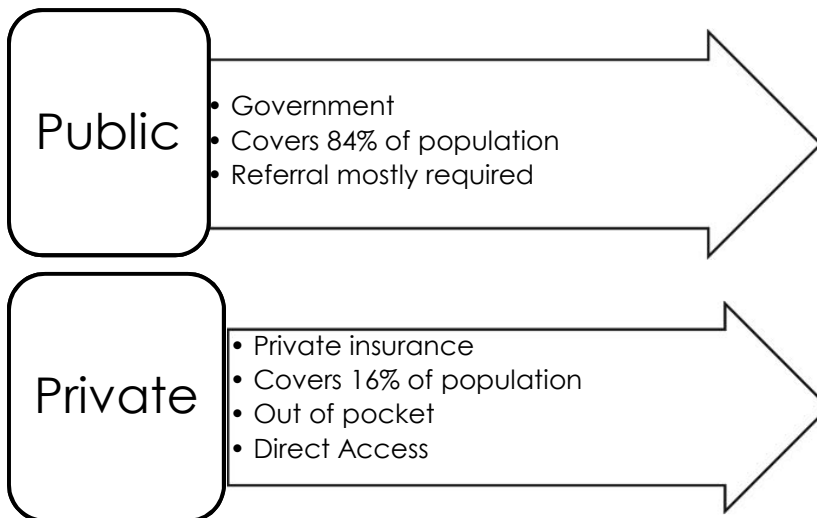 Public
• Government
• Covers 84% of population
• Referral mostly required
Private
• Private insurance
• Covers 16% of population
• Out of pocket
• Direct Access